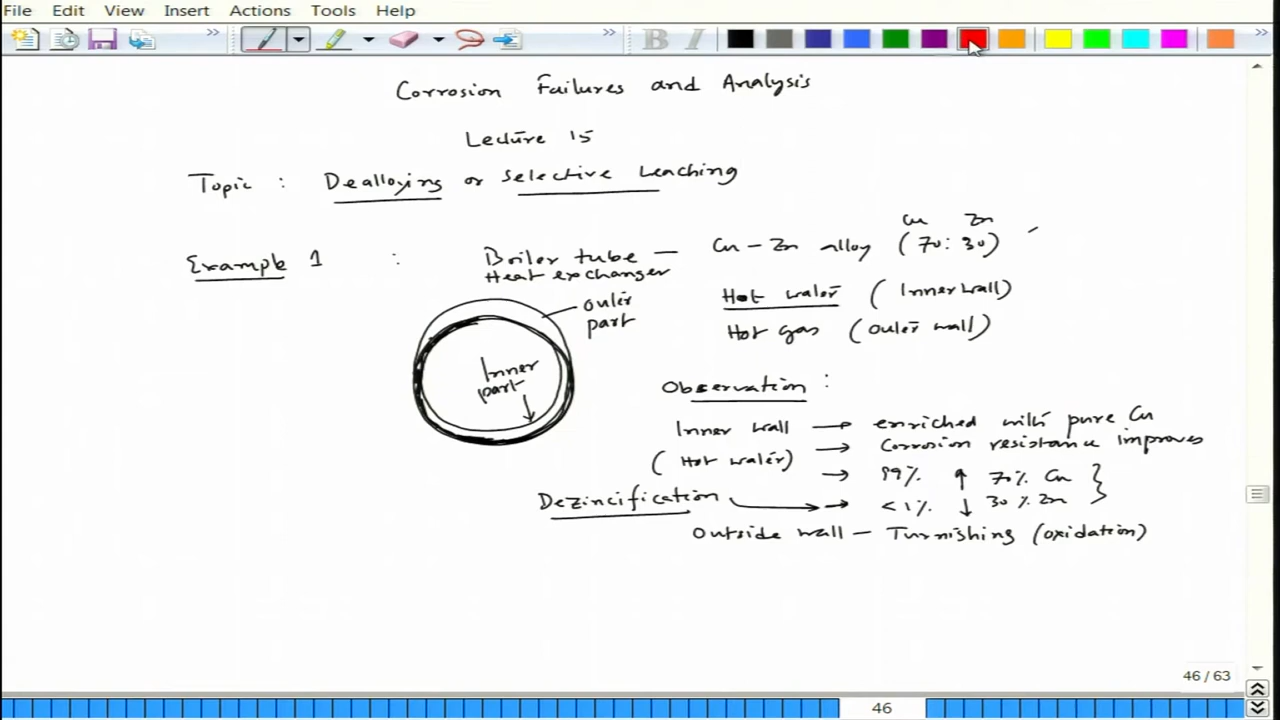 File Edit View Insert Actions Tools Help
B I
Corrosion Failures and Analysis
Lecture 15
Topic : Dealloying or Selective Leaching
Cu Zn
Example 1 : Boiler tube — Cu - Zn alloy (70 : 30)
Heat exchanger
outer
part
Hot water (Inner wall)
Hot gas (Outer wall)
Inner
part
Observation :
Inner wall → enriched with pure Cu
→ Corrosion resistance improves
(Hot water)
→ 99% ↑ 70% Cu }
Dezincification → <1% ↓ 30% Zn
Outside wall — Turnishing (oxidation)
46 / 63
46